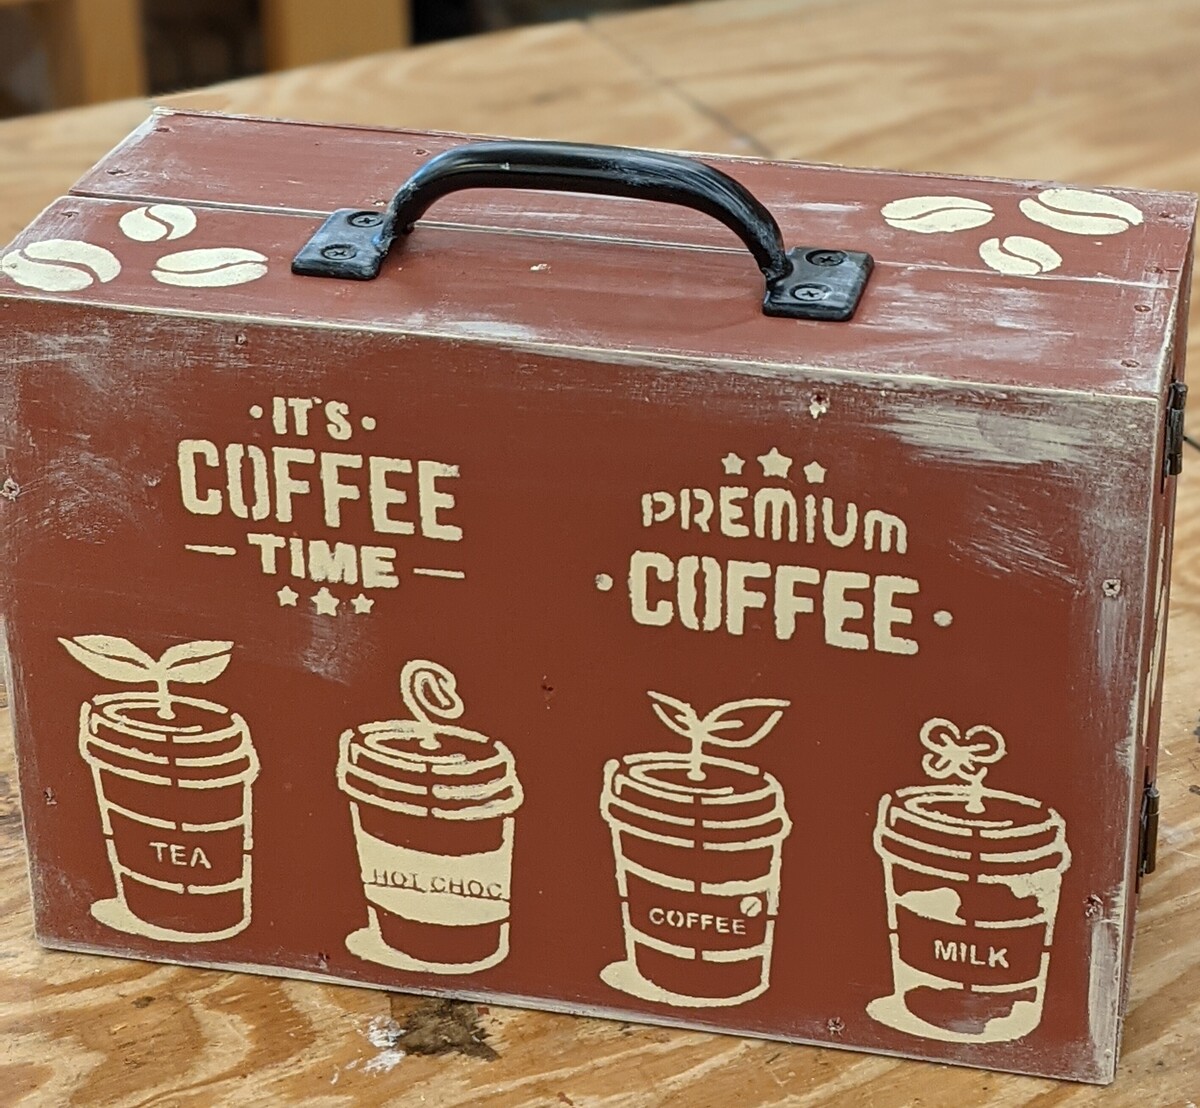 IT'S
COFFEE
TIME
PREMIUM
COFFEE
TEA
HOT CHOC
COFFEE
MILK